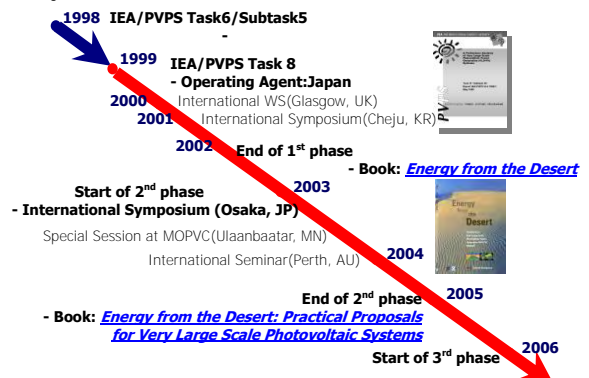 1998 IEA/PVPS Task6/Subtask5
-
1999 IEA/PVPS Task 8
- Operating Agent:Japan
2000 International WS(Glasgow, UK)
2001 International Symposium(Cheju, KR)
2002 End of 1st phase
- Book: Energy from the Desert
Start of 2nd phase 2003
- International Symposium (Osaka, JP)
Special Session at MOPVC(Ulaanbaatar, MN)
2004
International Seminar(Perth, AU)
End of 2nd phase 2005
- Book: Energy from the Desert: Practical Proposals
for Very Large Scale Photovoltaic Systems
Start of 3rd phase 2006
Energy
from
the
Desert